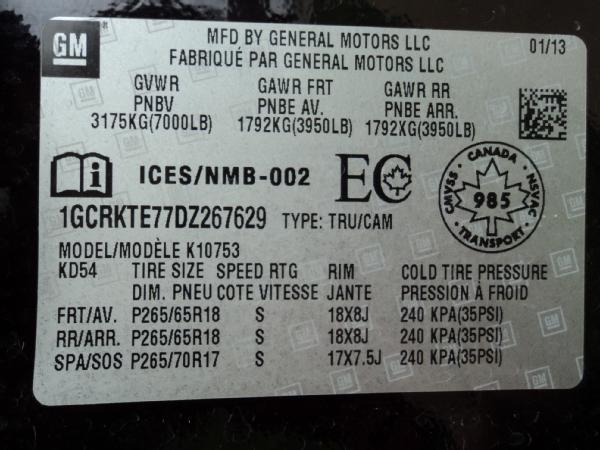 GM
MFD BY GENERAL MOTORS LLC
FABRIQUÉ PAR GENERAL MOTORS LLC
01/13
GVWR GAWR FRT GAWR RR
PNBV PNBE AV. PNBE ARR.
3175KG(7000LB) 1792KG(3950LB) 1792KG(3950LB)
ICES/NMB-002 EC
CANADA
CMVSS 985 NSVAC
TRANSPORT
1GCRKTE77DZ267629 TYPE: TRU/CAM
MODEL/MODÈLE K10753
KD54 TIRE SIZE SPEED RTG RIM COLD TIRE PRESSURE
DIM. PNEU COTE VITESSE JANTE PRESSION À FROID
FRT/AV. P265/65R18 S 18X8J 240 KPA(35PSI)
RR/ARR. P265/65R18 S 18X8J 240 KPA(35PSI)
SPA/SOS P265/70R17 S 17X7.5J 240 KPA(35PSI)